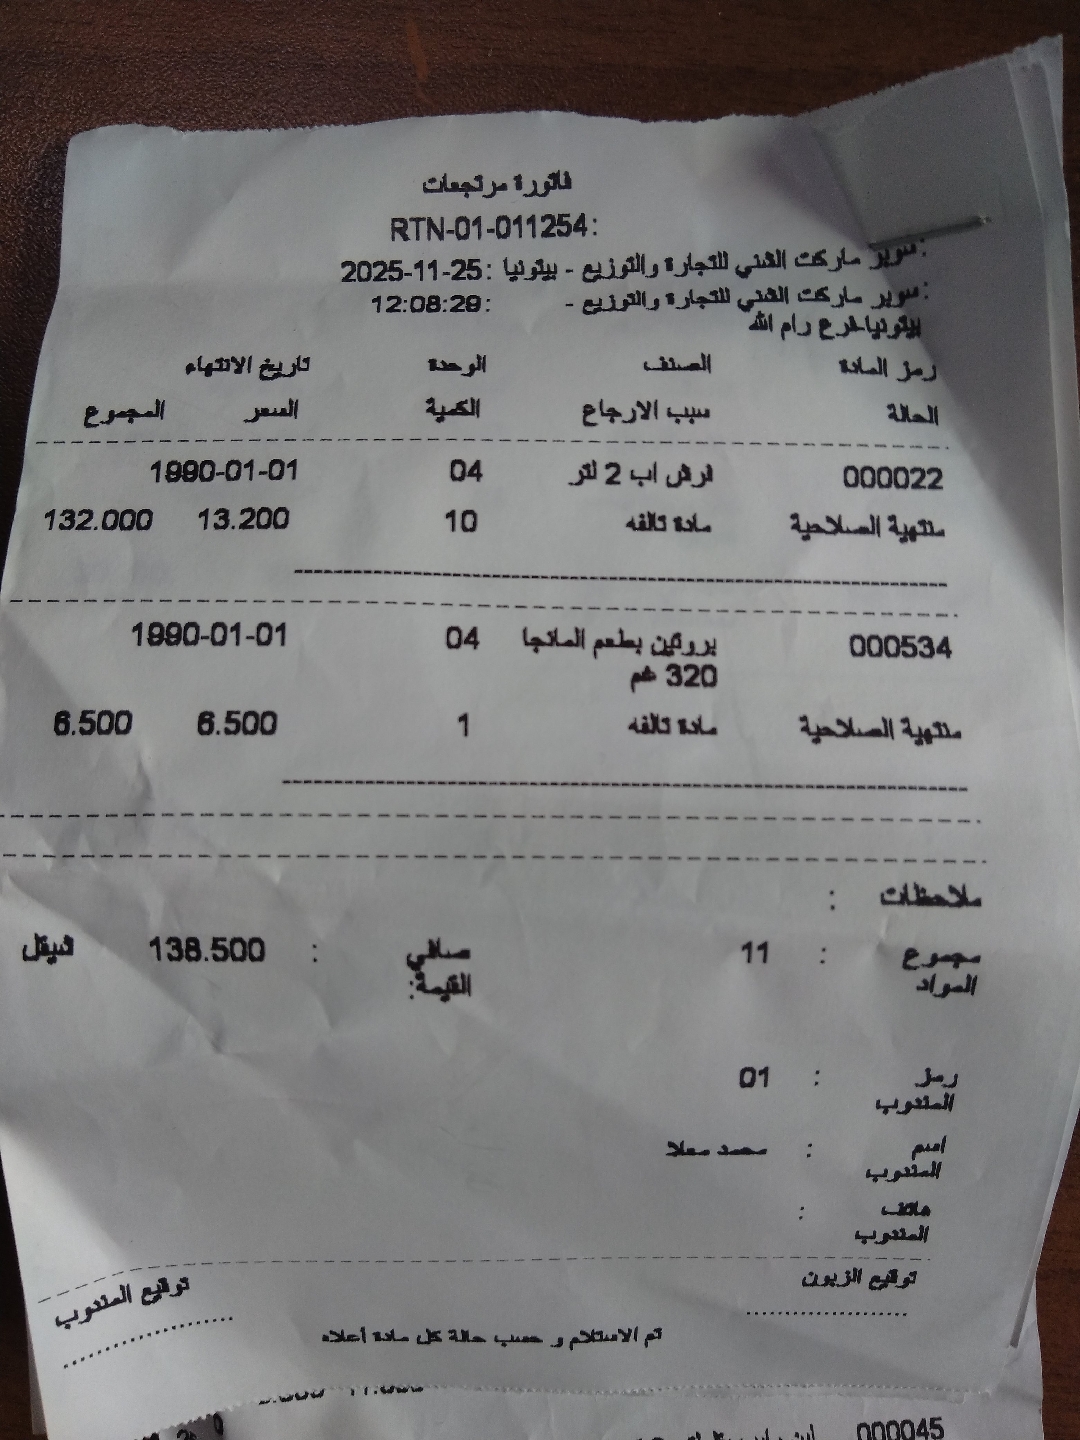 فاتورة مرتجعات
RTN-01-011254:
:سوبر ماركت الشني للتجارة والتوزيع - بيتونيا :2025-11-25
:سوبر ماركت الشني للتجارة والتوزيع - :12:08:29
بيتونيا-فرع رام الله
رمز المادة الصنف الوحدة تاريخ الانتهاء
الحالة سبب الارجاع الكمية السعر المجموع
000022 فرش اب 2 لتر 04 1990-01-01
منتهية الصلاحية مادة تالفه 10 13.200 132.000
000534 بروتين بطعم المانجا 04 1990-01-01
320 غم
منتهية الصلاحية مادة تالفه 1 6.500 6.500
ملاحظات :
مجموع : 11 صافي : 138.500 شيقل
المواد القيمة:
رمز : 01
المندوب
اسم : محمد معلا
المندوب
هاتف :
المندوب
توقيع الزبون توقيع المندوب
تم الاستلام و حسب حالة كل مادة أعلاه
000045